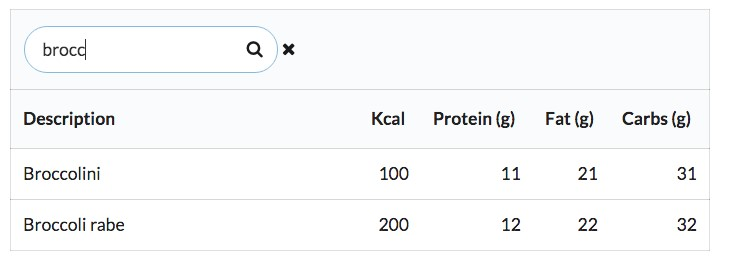 brocc
Description Kcal Protein (g) Fat (g) Carbs (g)
Broccolini 100 11 21 31
Broccoli rabe 200 12 22 32